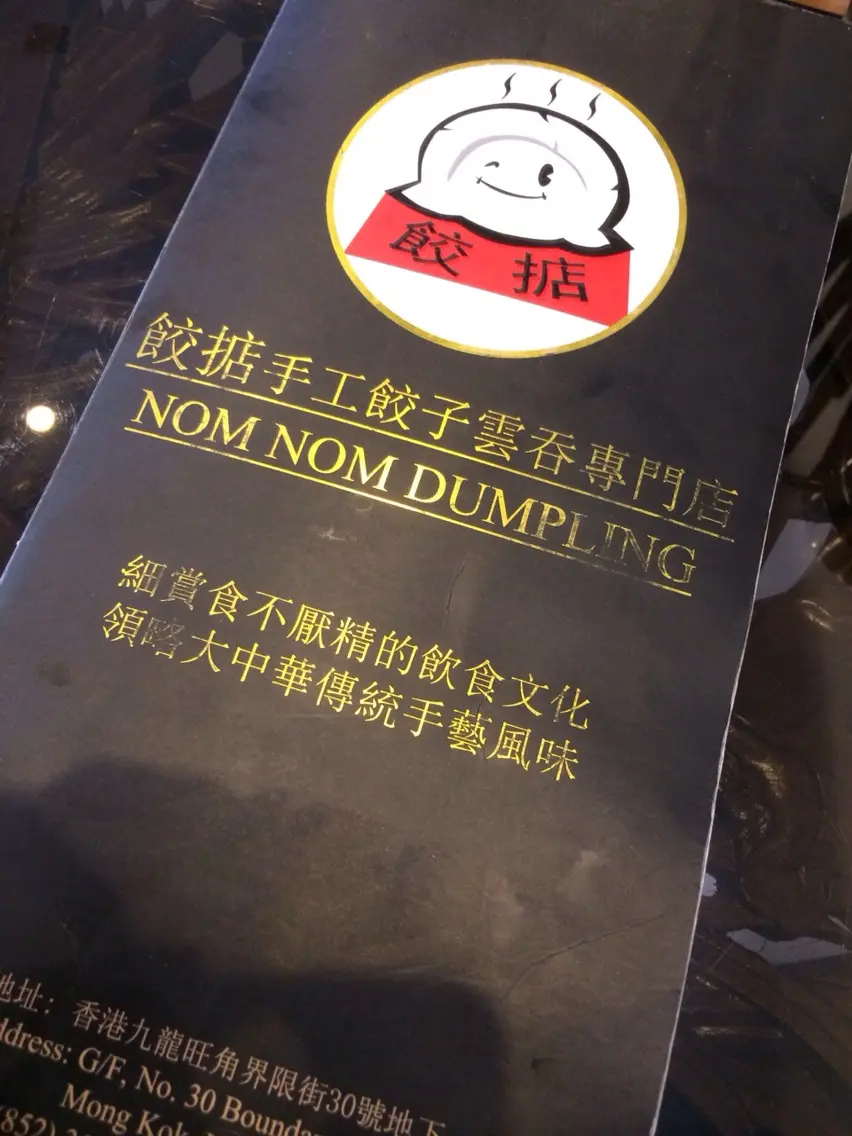 餃掂
餃掂手工餃子雲吞專門店
NOM NOM DUMPLING
細賞食不厭精的飲食文化
領略大中華傳統手藝風味
地址: 香港九龍旺角界限街30號地下
ddress: G/F, No. 30 Bounda
Mong Kok
(852)